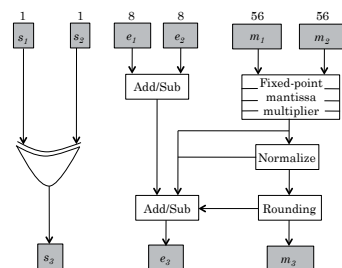 1 1 8 8 56 56
s1 s2 e1 e2 m1 m2
Add/Sub
Fixed-point
mantissa
multiplier
Normalize
Add/Sub
Rounding
s3 e3 m3